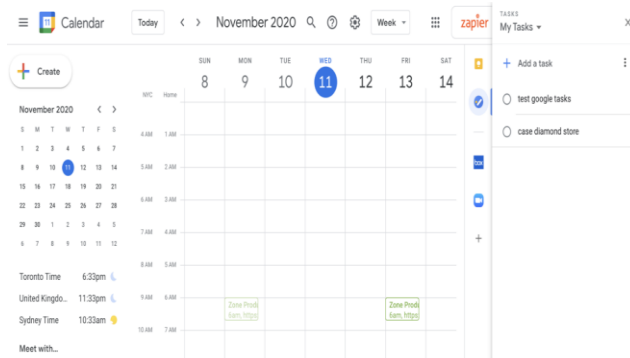 Calendar
Today
November 2020
Week
zapier
TASKS
My Tasks
Create
Add a task
test google tasks
case diamond store
SUN MON TUE WED THU FRI SAT
8 9 10 11 12 13 14
NYC Home
4 AM 1 AM
5 AM 2 AM
6 AM 3 AM
7 AM 4 AM
8 AM 5 AM
9 AM 6 AM
10 AM 7 AM
Zone Prod
6am, https
Zone Prod
6am, https
November 2020
S M T W T F S
1 2 3 4 5 6 7
8 9 10 11 12 13 14
15 16 17 18 19 20 21
22 23 24 25 26 27 28
29 30 1 2 3 4 5
6 7 8 9 10 11 12
Toronto Time 6:33pm
United Kingdo... 11:33pm
Sydney Time 10:33am
Meet with...